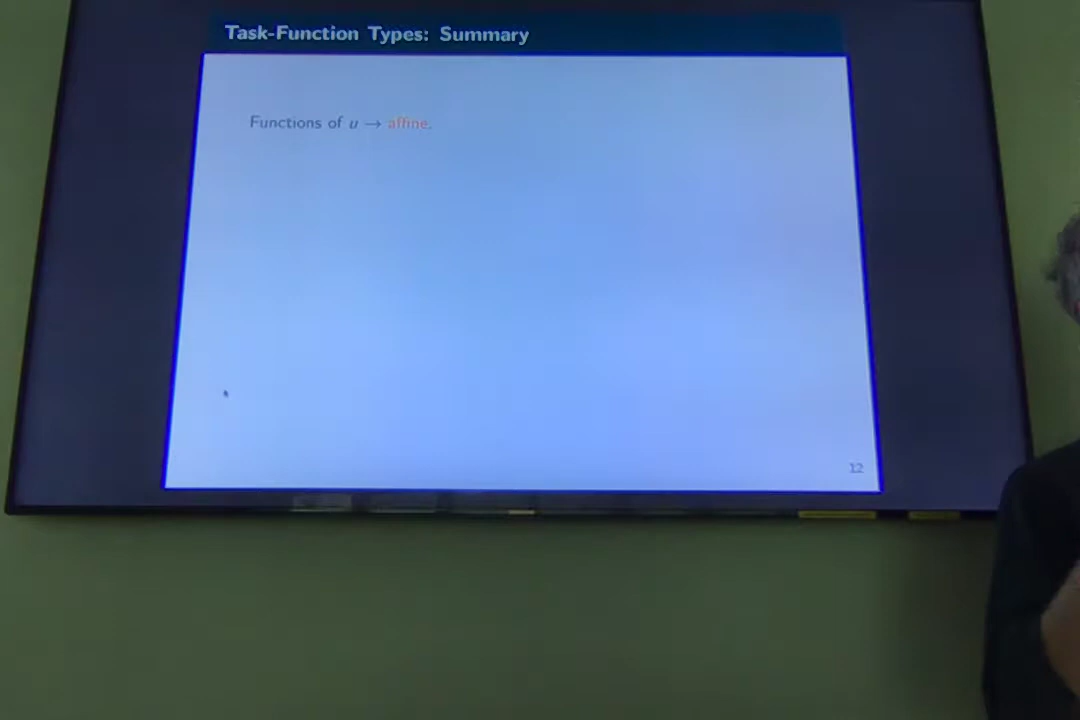 Task-Function Types: Summary
Functions of u → affine.
12